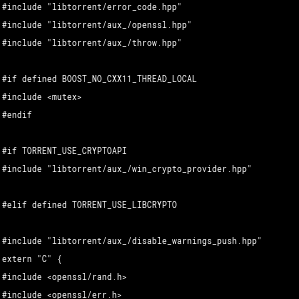 #include "libtorrent/error_code.hpp"
#include "libtorrent/aux_/openssl.hpp"
#include "libtorrent/aux_/throw.hpp"
#if defined BOOST_NO_CXX11_THREAD_LOCAL
#include <mutex>
#endif
#if TORRENT_USE_CRYPTOAPI
#include "libtorrent/aux_/win_crypto_provider.hpp"
#elif defined TORRENT_USE_LIBCRYPTO
#include "libtorrent/aux_/disable_warnings_push.hpp"
extern "C" {
#include <openssl/rand.h>
#include <openssl/err.h>